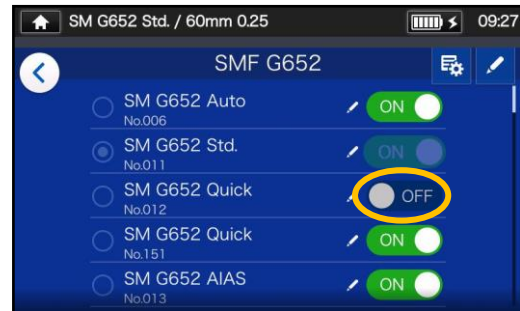 SM G652 Std. / 60mm 0.25 09:27
SMF G652
SM G652 Auto ON
No.006
SM G652 Std. ON
No.011
SM G652 Quick OFF
No.012
SM G652 Quick ON
No.151
SM G652 AIAS ON
No.013